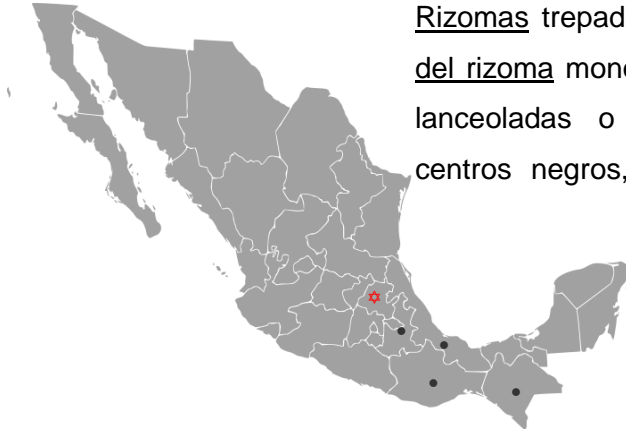 Rizomas trepad
del rizoma mono
lanceoladas o
centros negros,